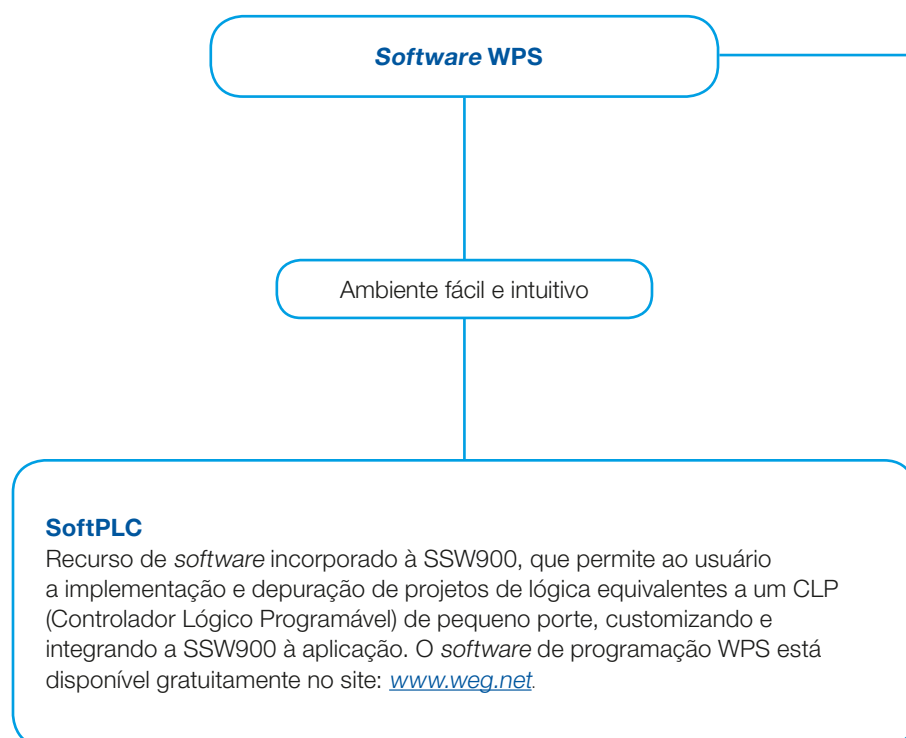 Software WPS
Ambiente fácil e intuitivo
SoftPLC
Recurso de software incorporado à SSW900, que permite ao usuário
a implementação e depuração de projetos de lógica equivalentes a um CLP
(Controlador Lógico Programável) de pequeno porte, customizando e
integrando a SSW900 à aplicação. O software de programação WPS está
disponível gratuitamente no site: www.weg.net.